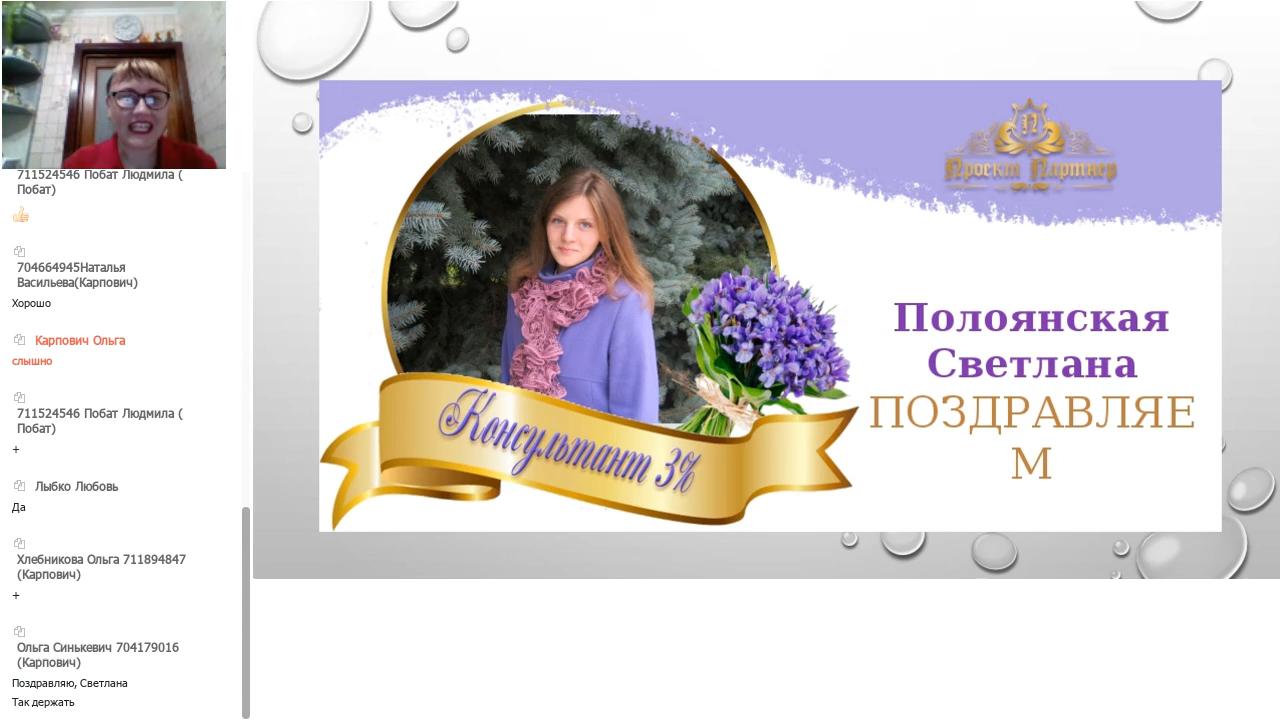 711524546 Побат Людмила (
Побат)
704664945Наталья
Васильева(Карпович)
Хорошо
Карпович Ольга
слышно
711524546 Побат Людмила (
Побат)
+
Лыбко Любовь
Да
Хлебникова Ольга 711894847
(Карпович)
+
Ольга Синькевич 704179016
(Карпович)
Поздравляю, Светлана
Так держать
П
Проект Партнер
Полоянская
Светлана
ПОЗДРАВЛЯЕ
М
Консультант 3%